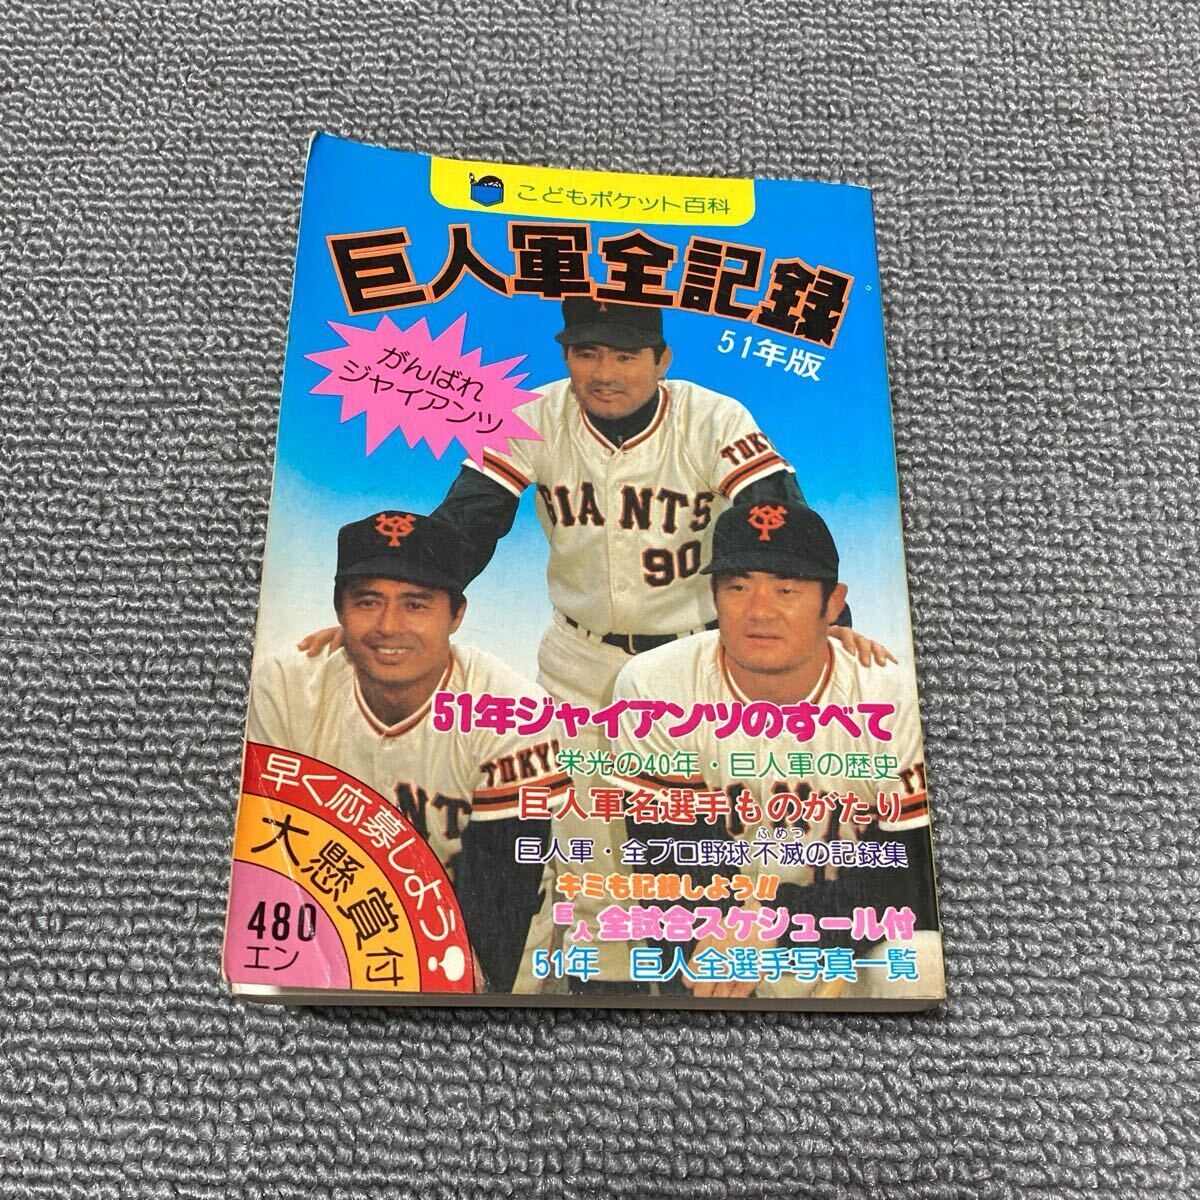 こどもポケット百科
巨人軍全記録
51年版
がんばれ
ジャイアンツ
TOKY
GIANTS
90
51年ジャイアンツのすべて
TOKY
ANT
栄光の40年・巨人軍の歴史
巨人軍名選手ものがたり
ふめつ
巨人軍・全プロ野球不滅の記録集
キミも記録しよう!!
巨人全試合スケジュール付
51年 巨人全選手写真一覧
早く応募しよう!
大懸賞付
480
エン